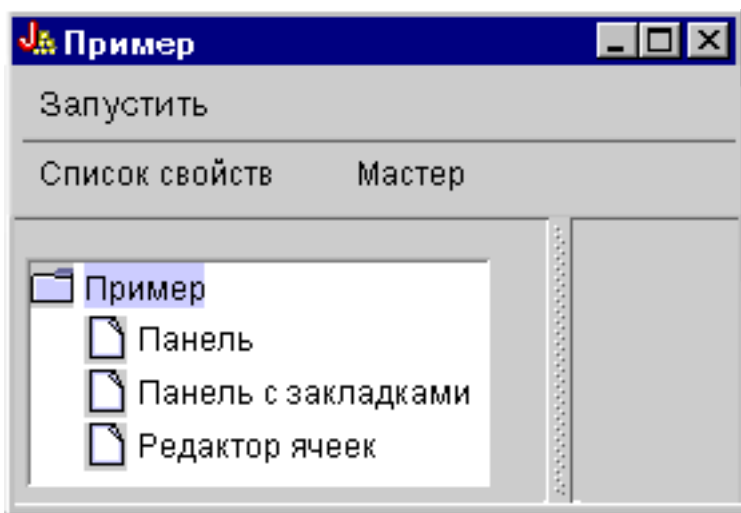 Пример
Запустить
Список свойств Мастер
Пример
Панель
Панель с закладками
Редактор ячеек